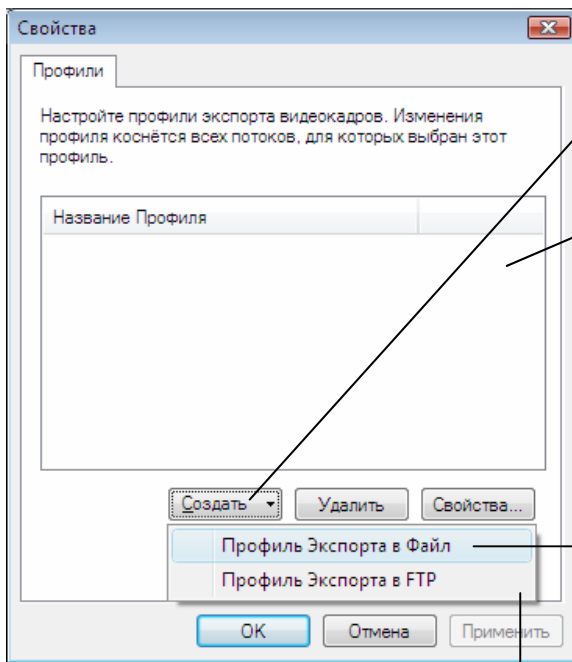 Свойства
Профили
Настройте профили экспорта видеокадров. Изменения
профиля коснётся всех потоков, для которых выбран этот
профиль.
Название Профиля
Создать
Удалить
Свойства...
Профиль Экспорта в Файл
Профиль Экспорта в FTP
OK
Отмена
Применить